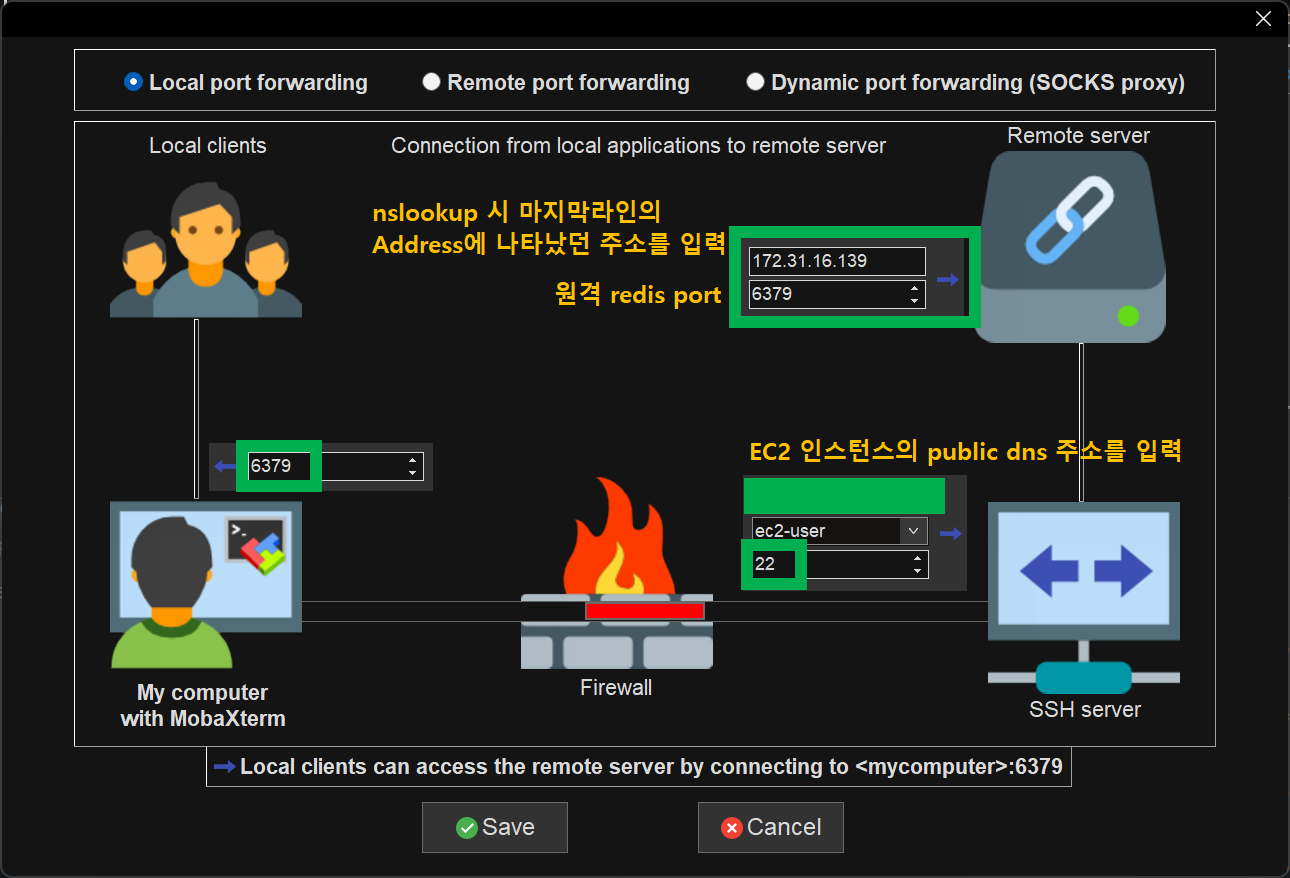 Local port forwarding
Remote port forwarding
Dynamic port forwarding (SOCKS proxy)
Local clients
Connection from local applications to remote server
Remote server
nslookup 시 마지막라인의
Address에 나타났던 주소를 입력
172.31.16.139
원격 redis port
6379
EC2 인스턴스의 public dns 주소를 입력
6379
ec2-user
22
My computer
with MobaXterm
Firewall
SSH server
Local clients can access the remote server by connecting to <mycomputer>:6379
Save
Cancel